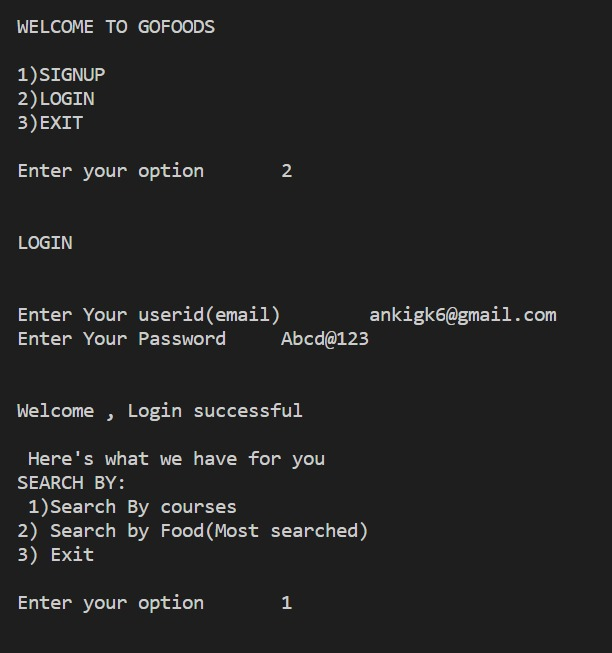 WELCOME TO GOFOODS
1)SIGNUP
2)LOGIN
3)EXIT
Enter your option 2
LOGIN
Enter Your userid(email) ankigk6@gmail.com
Enter Your Password Abcd@123
Welcome , Login successful
Here's what we have for you
SEARCH BY:
1)Search By courses
2) Search by Food(Most searched)
3) Exit
Enter your option 1